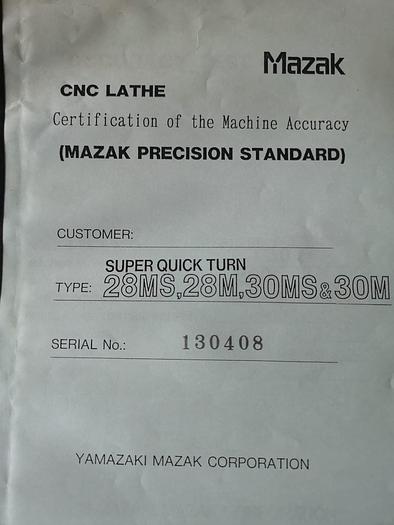 Mazak
CNC LATHE
Certification of the Machine Accuracy
(MAZAK PRECISION STANDARD)
CUSTOMER:
SUPER QUICK TURN
TYPE: 28MS,28M,30MS&30M
SERIAL No.: 130408
YAMAZAKI MAZAK CORPORATION